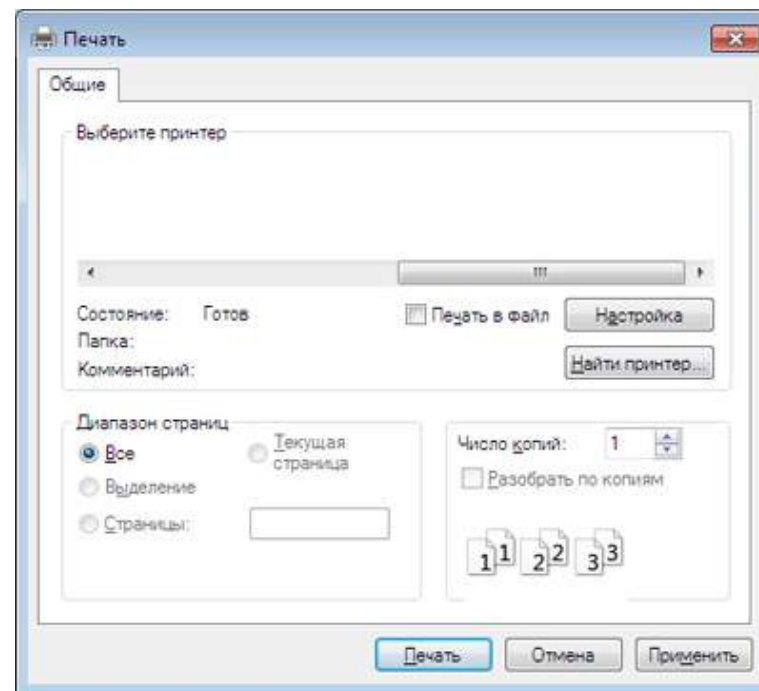 Печать
Общие
Выберите принтер
Состояние: Готов
Печать в файл
Настройка
Папка:
Комментарий:
Найти принтер...
Диапазон страниц
Все
Текущая
страница
Выделение
Страницы:
Число копий: 1
Разобрать по копиям
1 1 2 2 3 3
Печать
Отмена
Применить